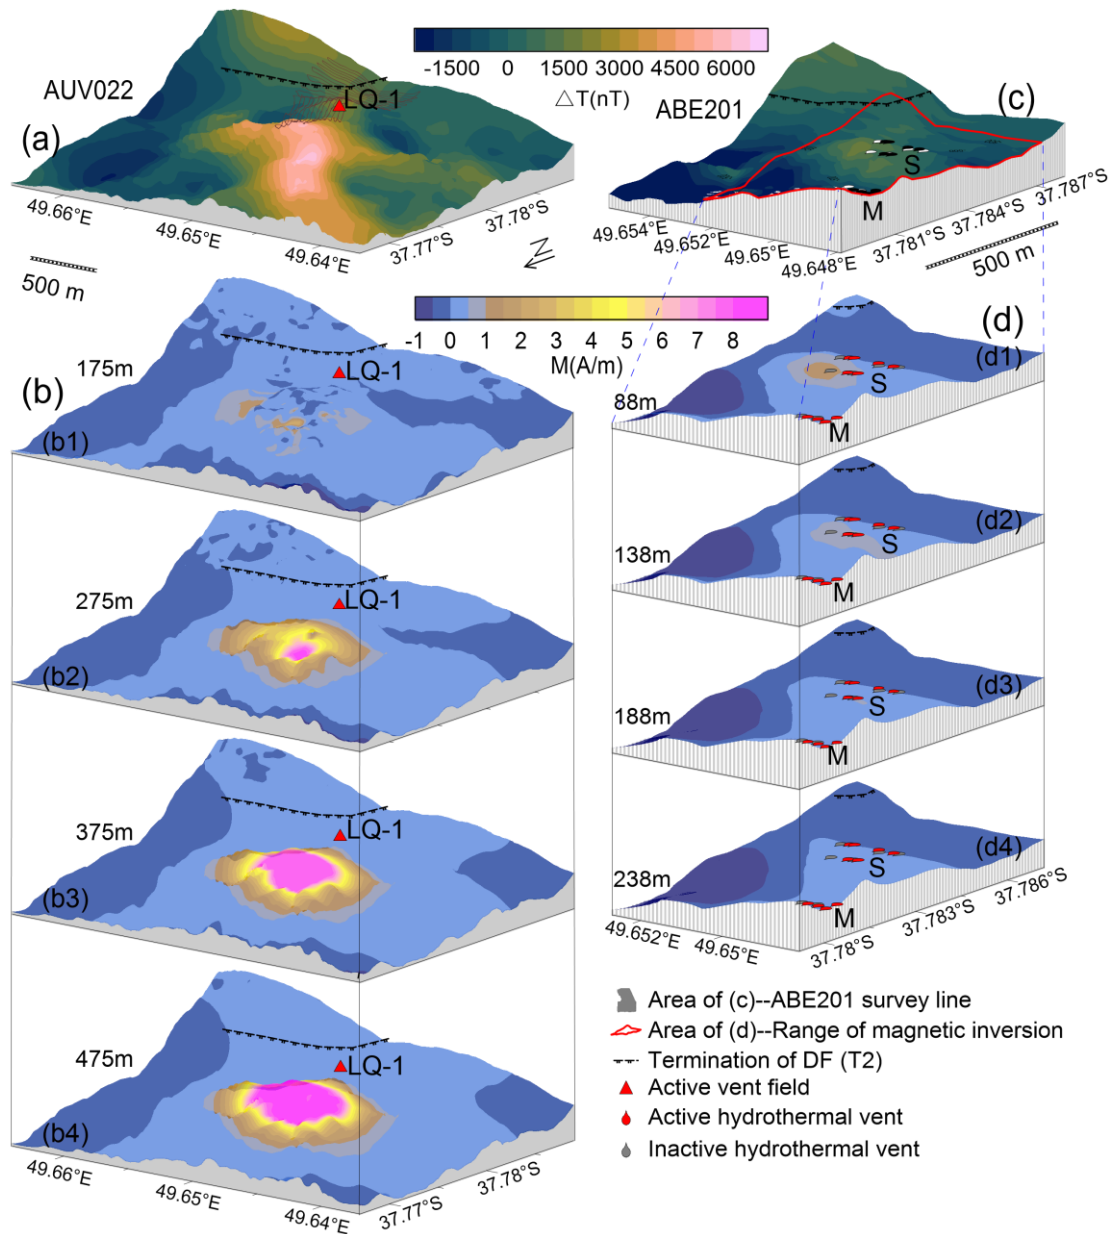 AUV022
(a)
LQ-1
49.66°E
49.65°E
49.64°E
37.77°S
37.78°S
500 m
N
-1500 0 1500 3000 4500 6000
△T(nT)
ABE201
(c)
S
M
49.654°E
49.652°E
49.65°E
49.648°E
37.781°S
37.784°S
37.787°S
500 m
-1 0 1 2 3 4 5 6 7 8
M(A/m)
(b)
175m
LQ-1
(b1)
275m
LQ-1
(b2)
375m
LQ-1
(b3)
475m
LQ-1
(b4)
49.66°E
49.65°E
49.64°E
37.77°S
37.78°S
(d)
(d1)
88m
S
M
(d2)
138m
S
M
(d3)
188m
S
M
(d4)
238m
S
M
49.652°E
49.65°E
37.78°S
37.783°S
37.786°S
Area of (c)--ABE201 survey line
Area of (d)--Range of magnetic inversion
Termination of DF (T2)
Active vent field
Active hydrothermal vent
Inactive hydrothermal vent